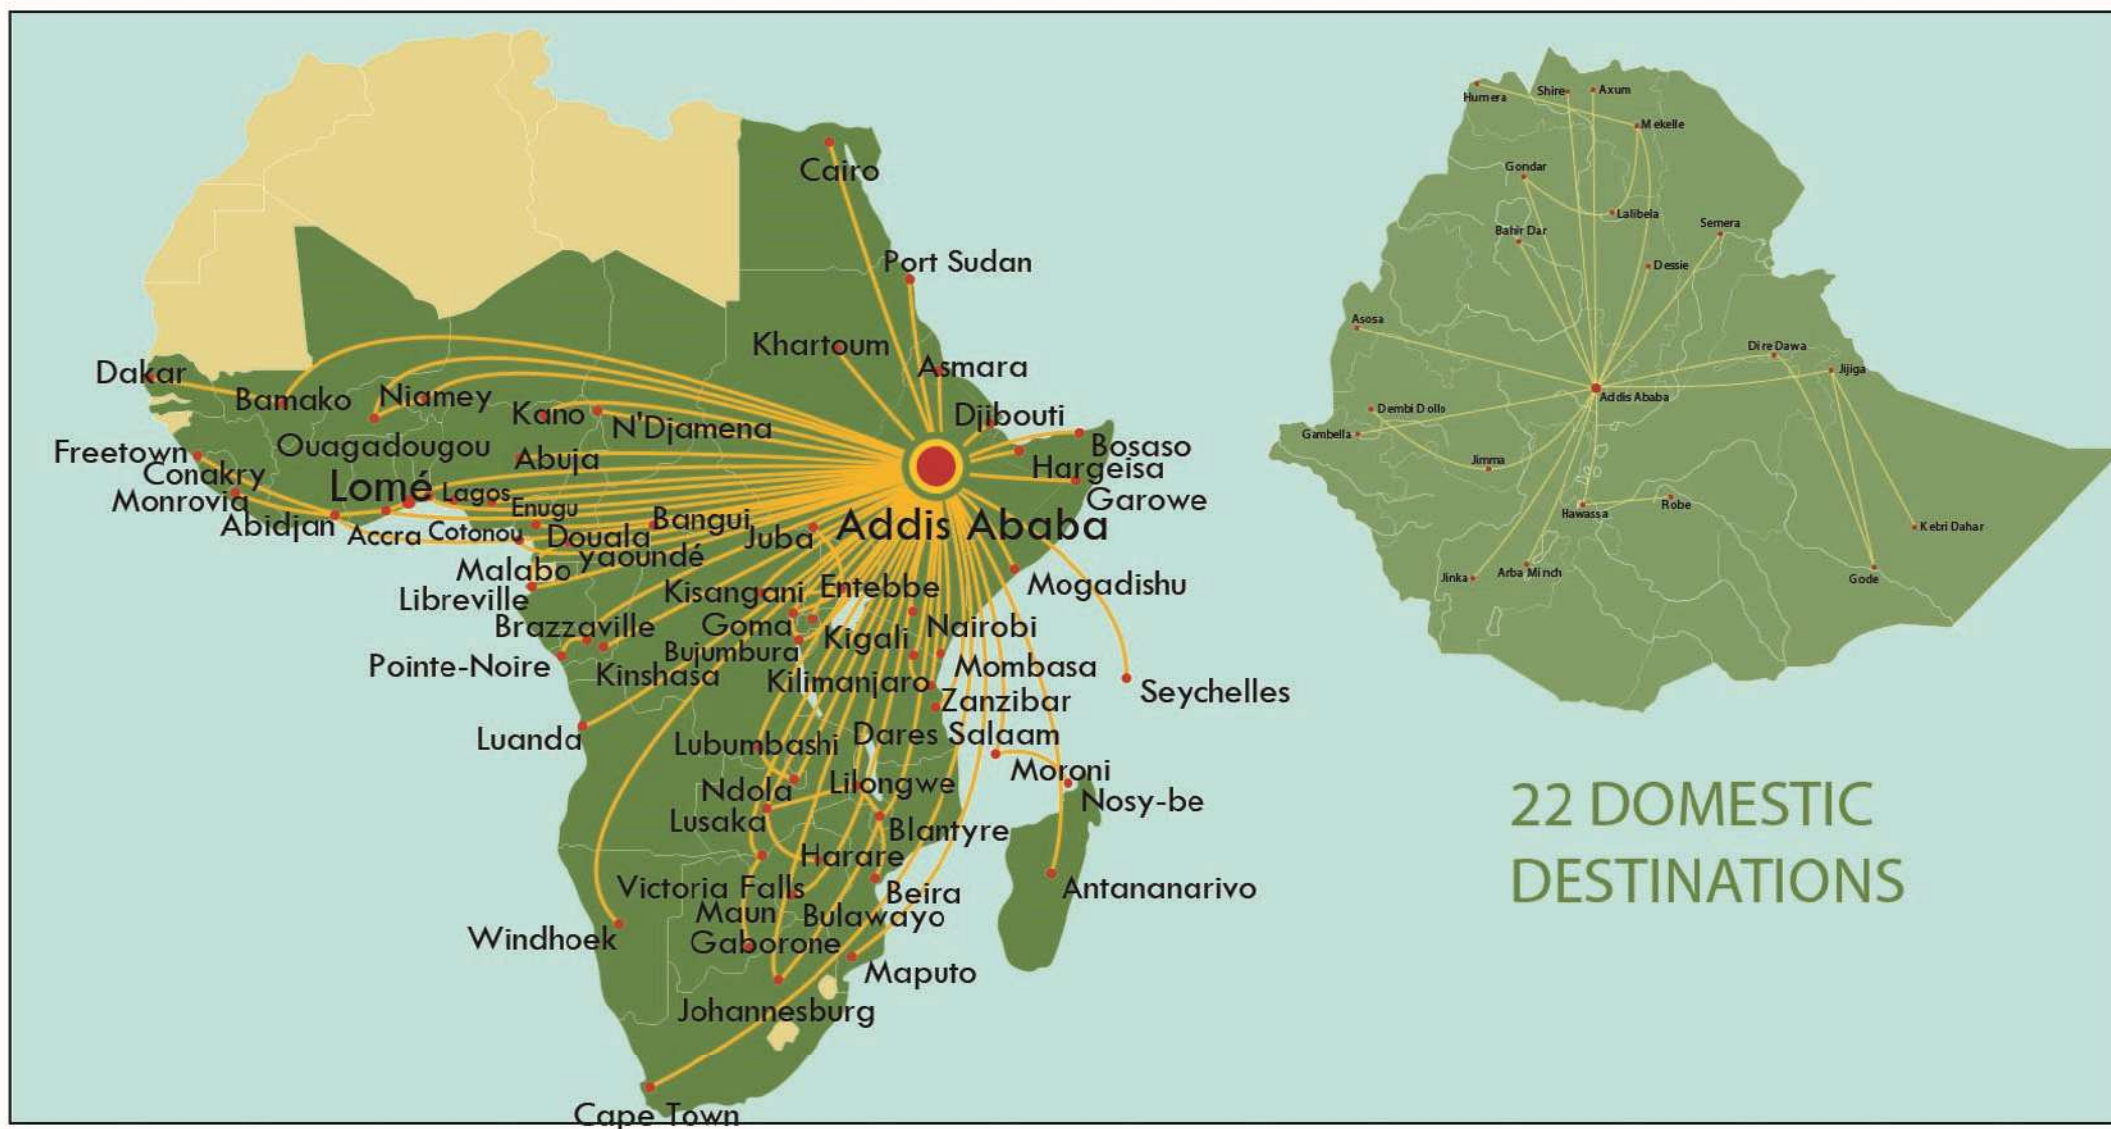 Cairo
Port Sudan
Khartoum
Asmara
Dakar
Bamako
Niamey
Kano
N'Djamena
Djibouti
Bosaso
Ouagadougou
Abuja
Hargeisa
Freetown
Conakry
Garowe
Monrovia
Lomé
Lagos
Enugu
Abidjan
Accra
Cotonou
Douala
Bangui
Juba
Addis Ababa
yaoundé
Malabo
Libreville
Kisangani
Entebbe
Mogadishu
Brazzaville
Goma
Kigali
Nairobi
Pointe-Noire
Kinshasa
Bujumbura
Mombasa
Kilimanjaro
Zanzibar
Seychelles
Luanda
Lubumbashi
Dares Salaam
Moroni
Ndola
Lilongwe
Nosy-be
Lusaka
Blantyre
Harare
Victoria Falls
Beira
Antananarivo
Maun
Bulawayo
Windhoek
Gaborone
Maputo
Johannesburg
Cape Town
Humera
Shire
Axum
Mekelle
Gondar
Lalibela
Bahir Dar
Semera
Dessie
Asosa
Dire Dawa
Jijiga
Addis Ababa
Dembi Dollo
Gambella
Jimma
Hawassa
Robe
Kebri Dahar
Jinka
Arba Minch
Gode
22 DOMESTIC
DESTINATIONS